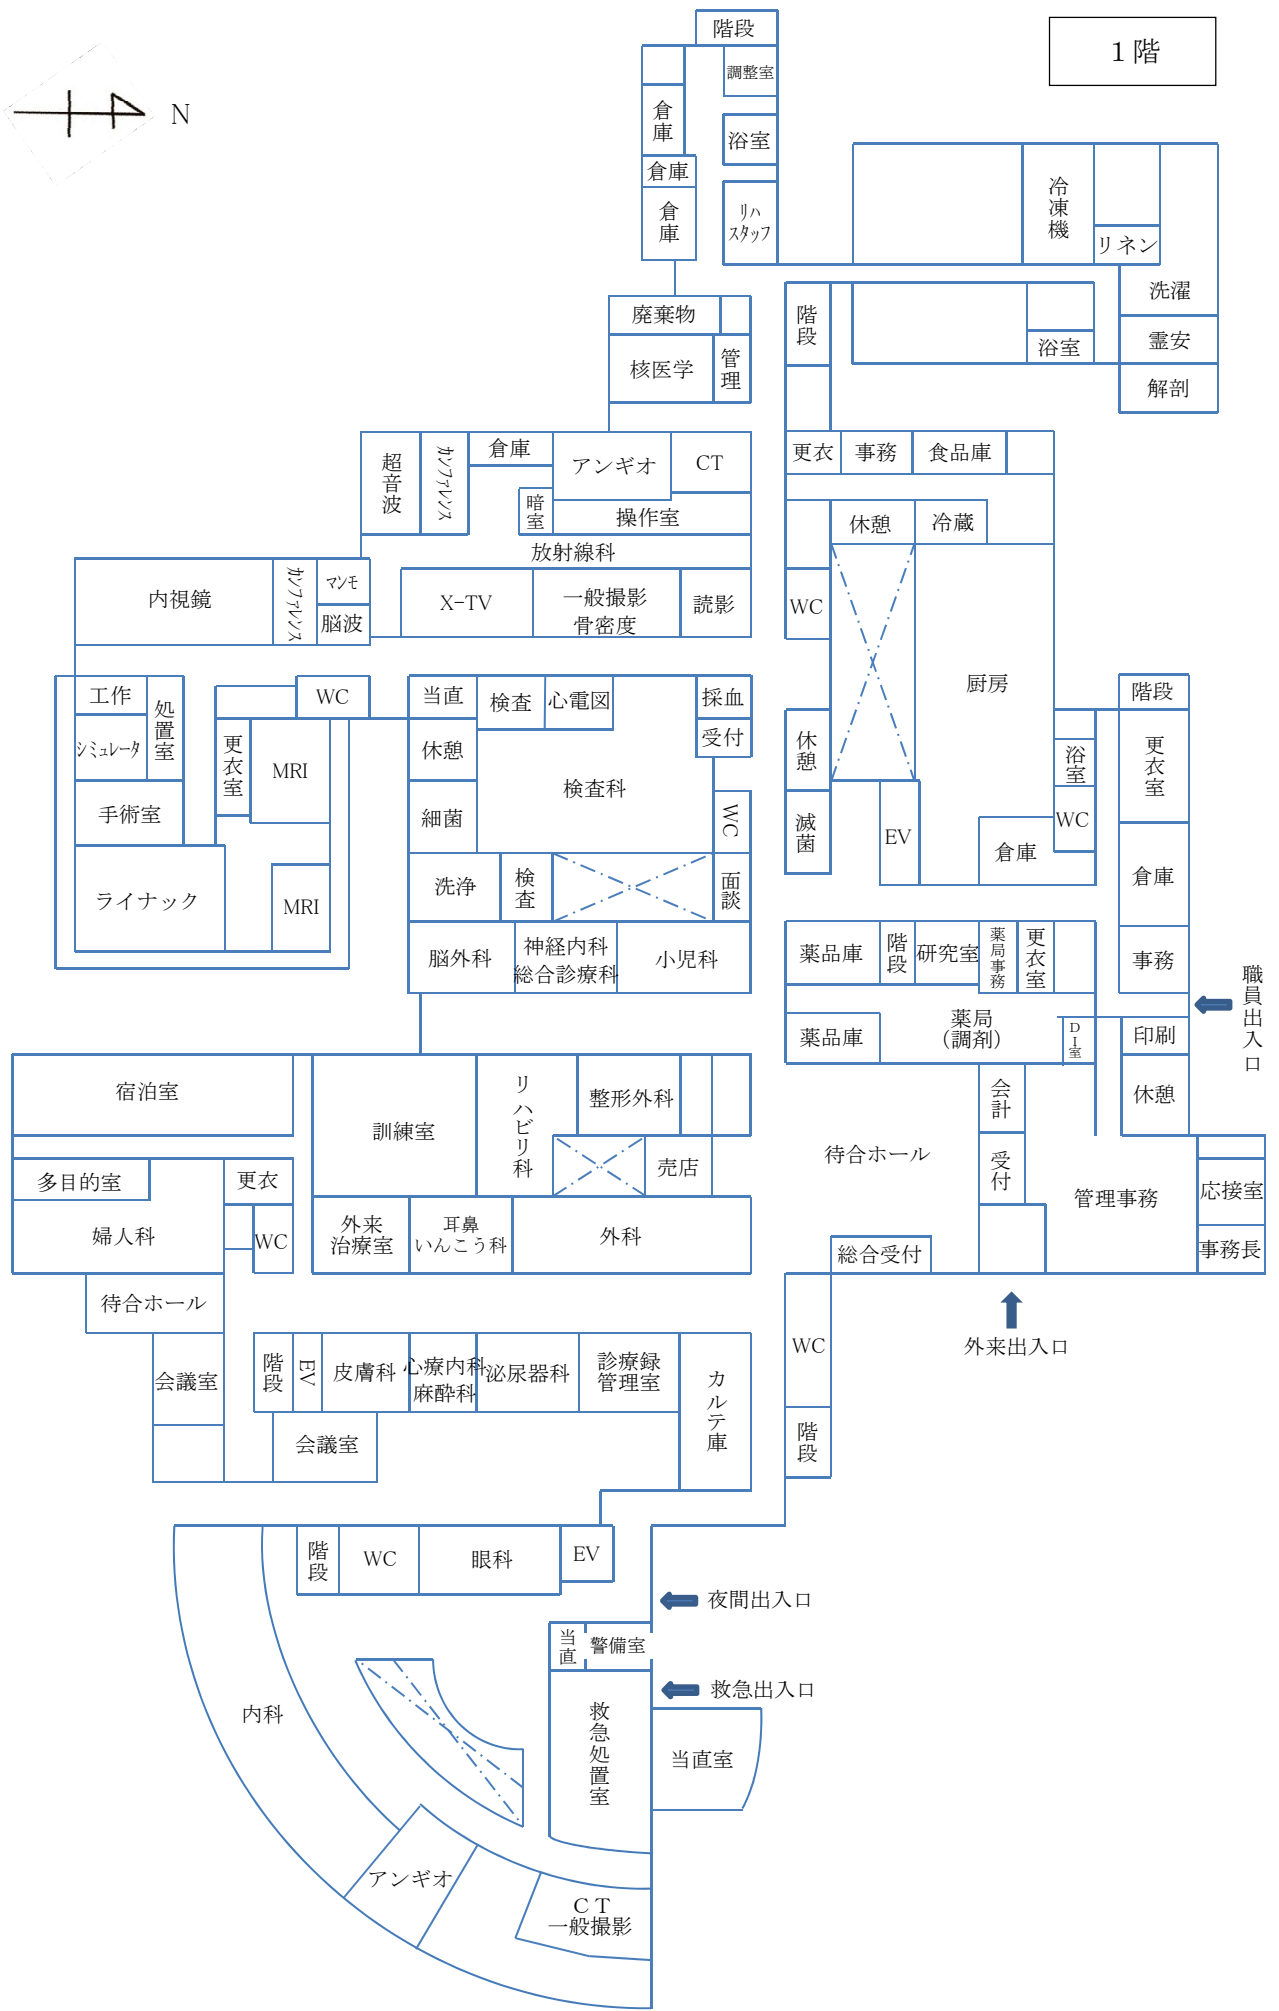 階段
1階
調整室
N
倉庫
浴室
倉庫
冷凍機
倉庫
リハ
スタッフ
リネン
洗濯
廃棄物
階段
霊安
浴室
核医学
管理
解剖
超音波
カンファレンス
倉庫
アンギオ
CT
更衣
事務
食品庫
暗室
操作室
休憩
冷蔵
放射線科
内視鏡
カンファレンス
マンモ
脳波
X-TV
一般撮影
骨密度
読影
WC
厨房
工作
処置室
WC
当直
検査
心電図
採血
階段
シミュレータ
更衣室
MRI
休憩
受付
休憩
浴室
更衣室
検査科
手術室
細菌
WC
滅菌
EV
WC
倉庫
倉庫
ライナック
MRI
洗浄
検査
面談
脳外科
神経内科
総合診療科
小児科
薬品庫
階段
研究室
薬局事務
更衣室
事務
職員出入口
薬品庫
薬局
(調剤)
DI室
印刷
宿泊室
訓練室
リハビリ科
整形外科
会計
休憩
待合ホール
多目的室
更衣
売店
受付
管理事務
応接室
婦人科
WC
外来
治療室
耳鼻
いんこう科
外科
総合受付
事務長
待合ホール
外来出入口
会議室
階段
EV
皮膚科
心療内科
麻酔科
泌尿器科
診療録
管理室
カルテ庫
WC
会議室
階段
階段
WC
眼科
EV
夜間出入口
当直
警備室
救急出入口
内科
救急処置室
当直室
アンギオ
CT
一般撮影